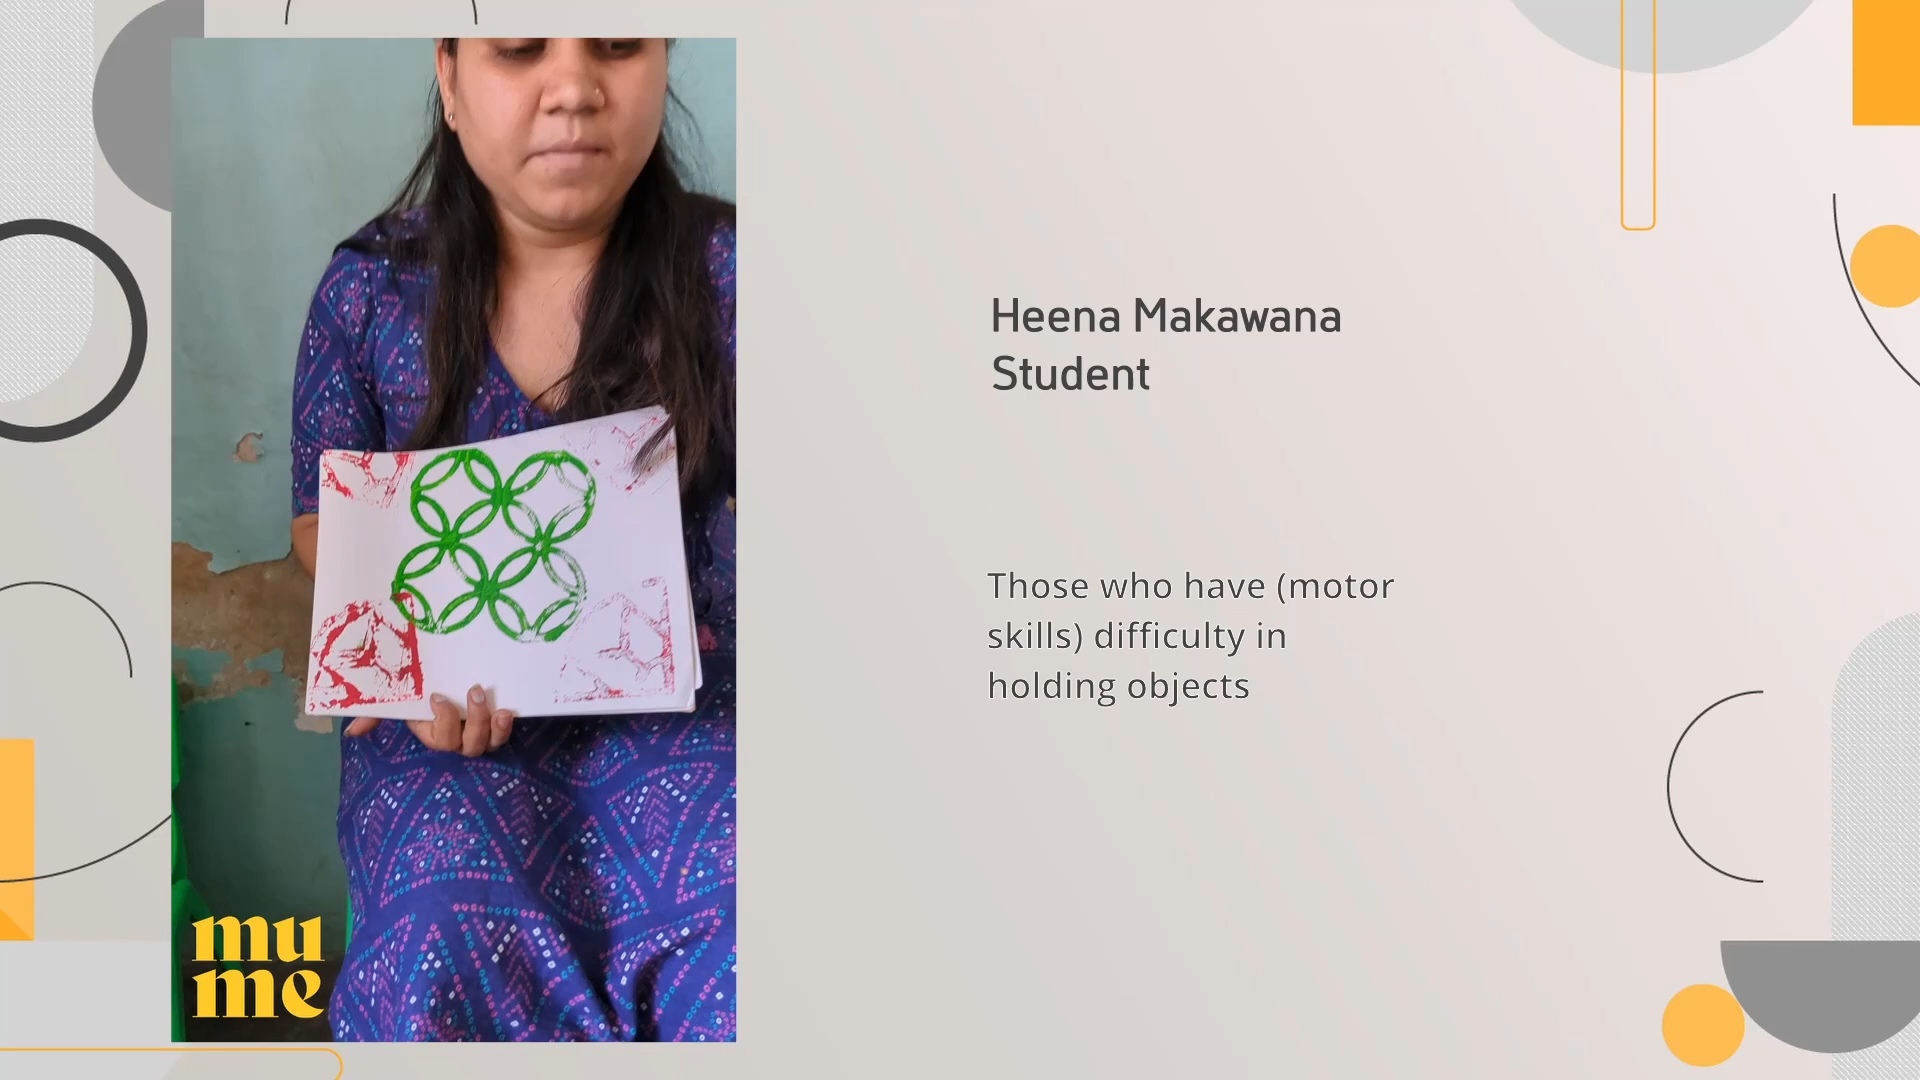 Heena Makawana
Student
Those who have (motor
skills) difficulty in
holding objects
mu
me